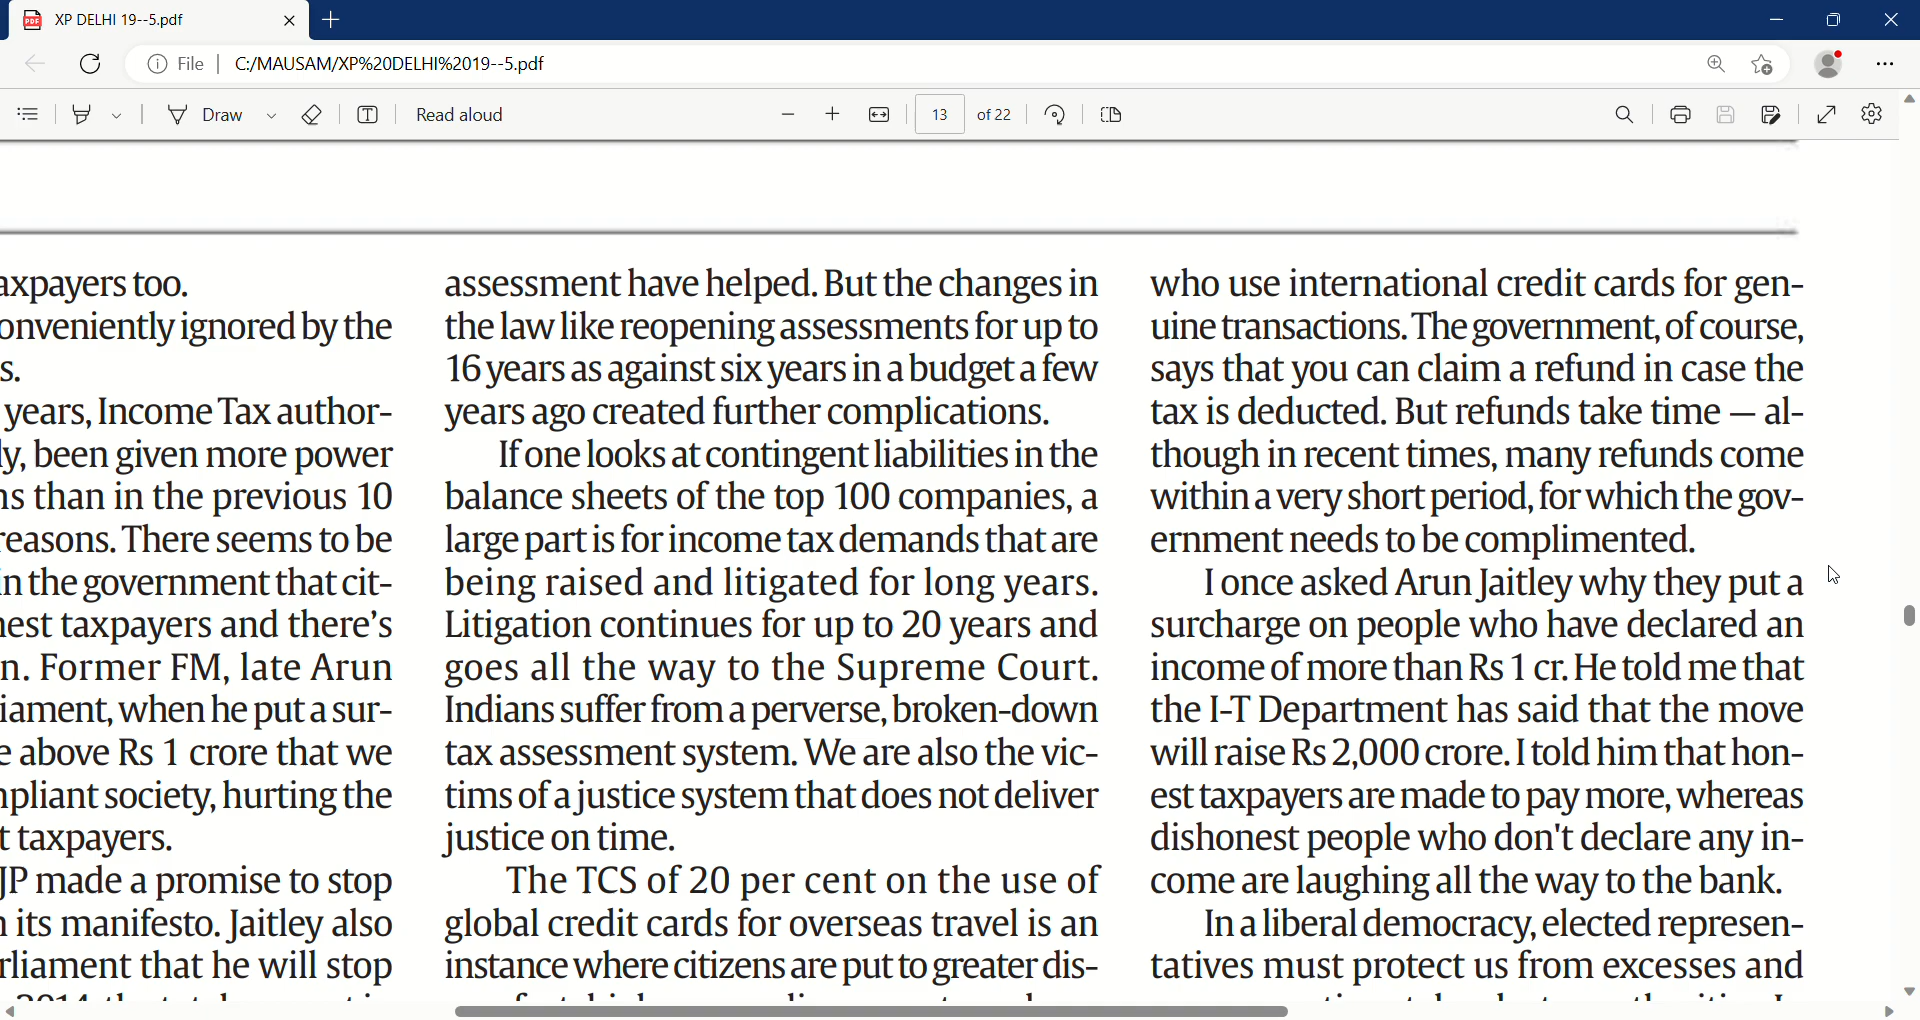 XP DELHI 19--5.pdf
File
C:/MAUSAM/XP%20DELHI%2019--5.pdf
Draw
Read aloud
13
of 22
taxpayers too.
conveniently ignored by the
s.
years, Income Tax author-
ly, been given more power
ns than in the previous 10
reasons. There seems to be
in the government that cit-
nest taxpayers and there's
n. Former FM, late Arun
iament, when he put a sur-
e above Rs 1 crore that we
mpliant society, hurting the
t taxpayers.
JP made a promise to stop
its manifesto. Jaitley also
rliament that he will stop
assessment have helped. But the changes in
the law like reopening assessments for up to
16 years as against six years in a budget a few
years ago created further complications.
If one looks at contingent liabilities in the
balance sheets of the top 100 companies, a
large part is for income tax demands that are
being raised and litigated for long years.
Litigation continues for up to 20 years and
goes all the way to the Supreme Court.
Indians suffer from a perverse, broken-down
tax assessment system. We are also the vic-
tims of a justice system that does not deliver
justice on time.
The TCS of 20 per cent on the use of
global credit cards for overseas travel is an
instance where citizens are put to greater dis-
who use international credit cards for gen-
uine transactions. The government, of course,
says that you can claim a refund in case the
tax is deducted. But refunds take time — al-
though in recent times, many refunds come
within a very short period, for which the gov-
ernment needs to be complimented.
I once asked Arun Jaitley why they put a
surcharge on people who have declared an
income of more than Rs 1 cr. He told me that
the I-T Department has said that the move
will raise Rs 2,000 crore. I told him that hon-
est taxpayers are made to pay more, whereas
dishonest people who don't declare any in-
come are laughing all the way to the bank.
In a liberal democracy, elected represen-
tatives must protect us from excesses and